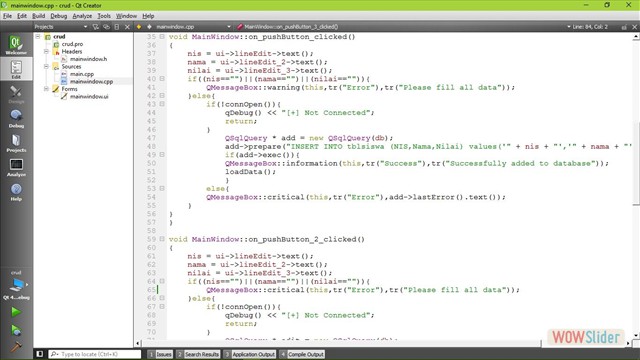 mainwindow.cpp - crud - Qt Creator
File Edit Build Debug Analyze Tools Window Help
Projects
mainwindow.cpp
MainWindow::on_pushButton_3_clicked()
Line: 84, Col: 2
Welcome
Edit
Design
Debug
Projects
Analyzer
Help
crud
Debug
crud
crud.pro
Headers
mainwindow.h
Sources
main.cpp
mainwindow.cpp
Forms
mainwindow.ui
35 void MainWindow::on_pushButton_clicked()
36 {
37 nis = ui->lineEdit->text();
38 nama = ui->lineEdit_2->text();
39 nilai = ui->lineEdit_3->text();
40 if((nis=="")||(nama=="")||(nilai=="")){
41 QMessageBox::warning(this,tr("Error"),tr("Please fill all data"));
42 }else{
43 if(!connOpen()){
44 qDebug() << "[+] Not Connected";
45 return;
46 }
47 QSqlQuery * add = new QSqlQuery(db);
48 add->prepare("INSERT INTO tblsiswa (NIS,Nama,Nilai) values('" + nis + "','" + nama + "'
49 if(add->exec()){
50 QMessageBox::information(this,tr("Success"),tr("Successfully added to database"));
51 loadData();
52 }
53 else{
54 QMessageBox::critical(this,tr("Error"),add->lastError().text());
55 }
56 }
57 }
58
59 void MainWindow::on_pushButton_2_clicked()
60 {
61 nis = ui->lineEdit->text();
62 nama = ui->lineEdit_2->text();
63 nilai = ui->lineEdit_3->text();
64 if((nis=="")||(nama=="")||(nilai=="")){
65 QMessageBox::critical(this,tr("Error"),tr("Please fill all data"));
66 }else{
67 if(!connOpen()){
68 qDebug() << "[+] Not Connected";
69 return;
70 }
WOWSlider
Type to locate (Ctrl+K)
1 Issues 2 Search Results 3 Application Output 4 Compile Output